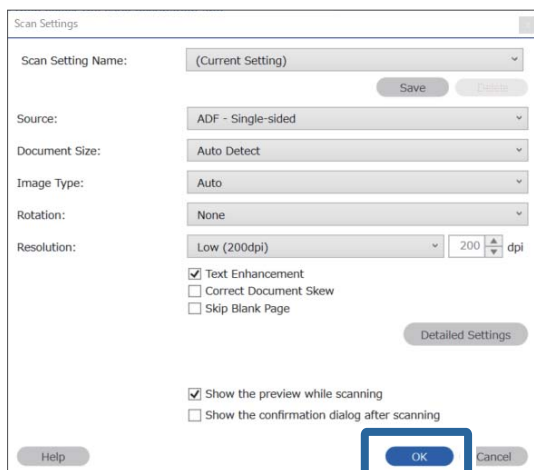 Scan Settings
Scan Setting Name: (Current Setting)
Save Delete
Source: ADF - Single-sided
Document Size: Auto Detect
Image Type: Auto
Rotation: None
Resolution: Low (200dpi) 200 dpi
Text Enhancement
Correct Document Skew
Skip Blank Page
Detailed Settings
Show the preview while scanning
Show the confirmation dialog after scanning
Help OK Cancel